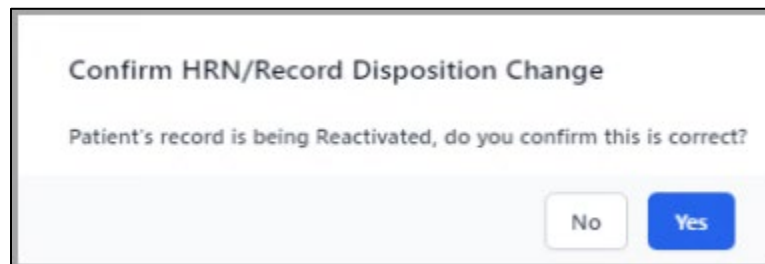 Confirm HRN/Record Disposition Change
Patient's record is being Reactivated, do you confirm this is correct?
No Yes